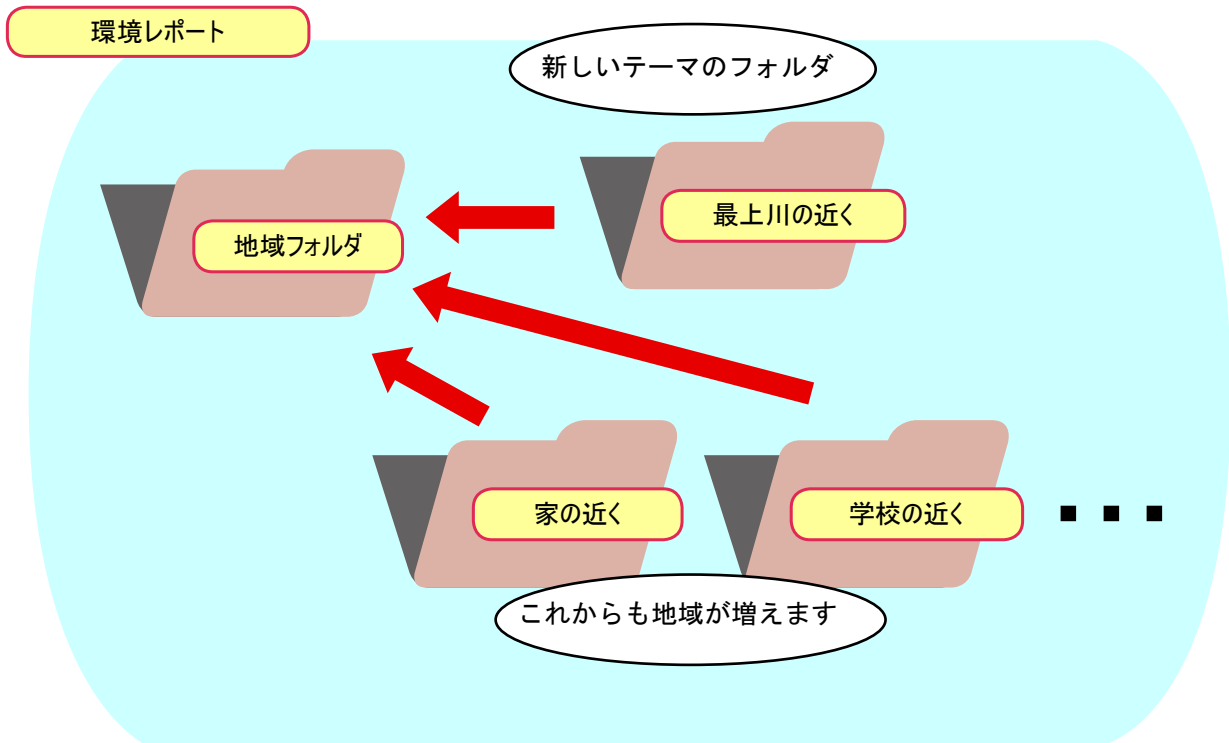 環境レポート
新しいテーマのフォルダ
最上川の近く
地域フォルダ
家の近く
学校の近く
これからも地域が増えます